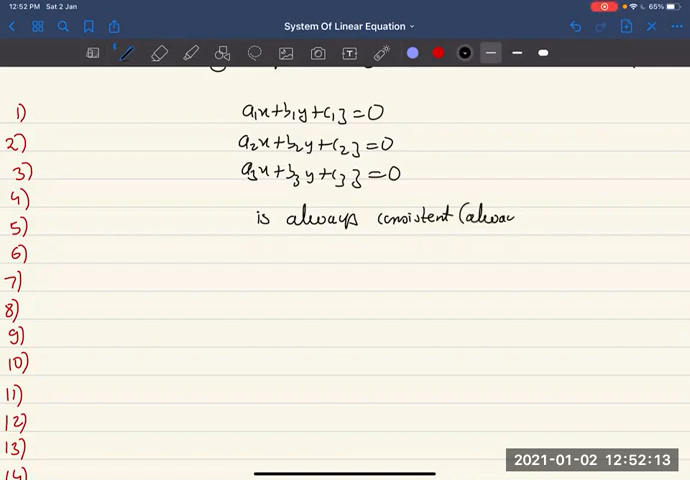 12:52 PM Sat 2 Jan 65%
System Of Linear Equation
1) a₁x+b₁y+c₁z=0
2) a₂x+b₂y+c₂z=0
3) a₃x+b₃y+c₃z=0
4)
5) is always consistent (alwac
6)
7)
8)
9)
10)
11)
12)
13)
14)
2021-01-02 12:52:13